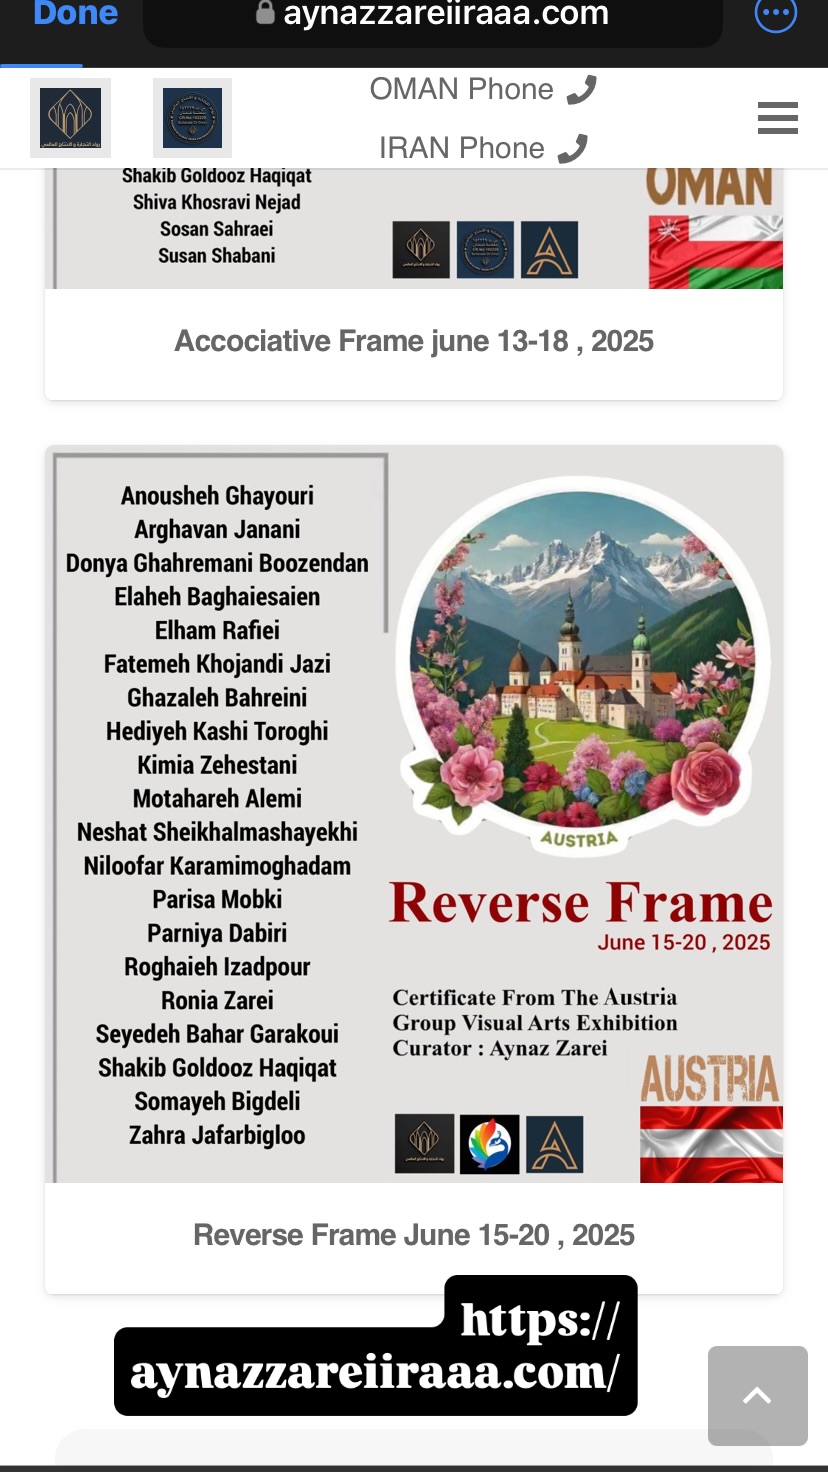 Done
aynazzareiiraaa.com
OMAN Phone
IRAN Phone
Shakib Goldooz Haqiqat
Shiva Khosravi Nejad
Sosan Sahraei
Susan Shabani
OMAN
Accociative Frame june 13-18 , 2025
Anousheh Ghayouri
Arghavan Janani
Donya Ghahremani Boozendan
Elaheh Baghaiesaien
Elham Rafiei
Fatemeh Khojandi Jazi
Ghazaleh Bahreini
Hediyeh Kashi Toroghi
Kimia Zehestani
Motahareh Alemi
Neshat Sheikhalmashayekhi
Niloofar Karamimoghadam
Parisa Mobki
Parniya Dabiri
Roghaieh Izadpour
Ronia Zarei
Seyedeh Bahar Garakoui
Shakib Goldooz Haqiqat
Somayeh Bigdeli
Zahra Jafarbigloo
AUSTRIA
Reverse Frame
June 15-20 , 2025
Certificate From The Austria
Group Visual Arts Exhibition
Curator : Aynaz Zarei
AUSTRIA
Reverse Frame June 15-20 , 2025
https://
aynazzareiiraaa.com/